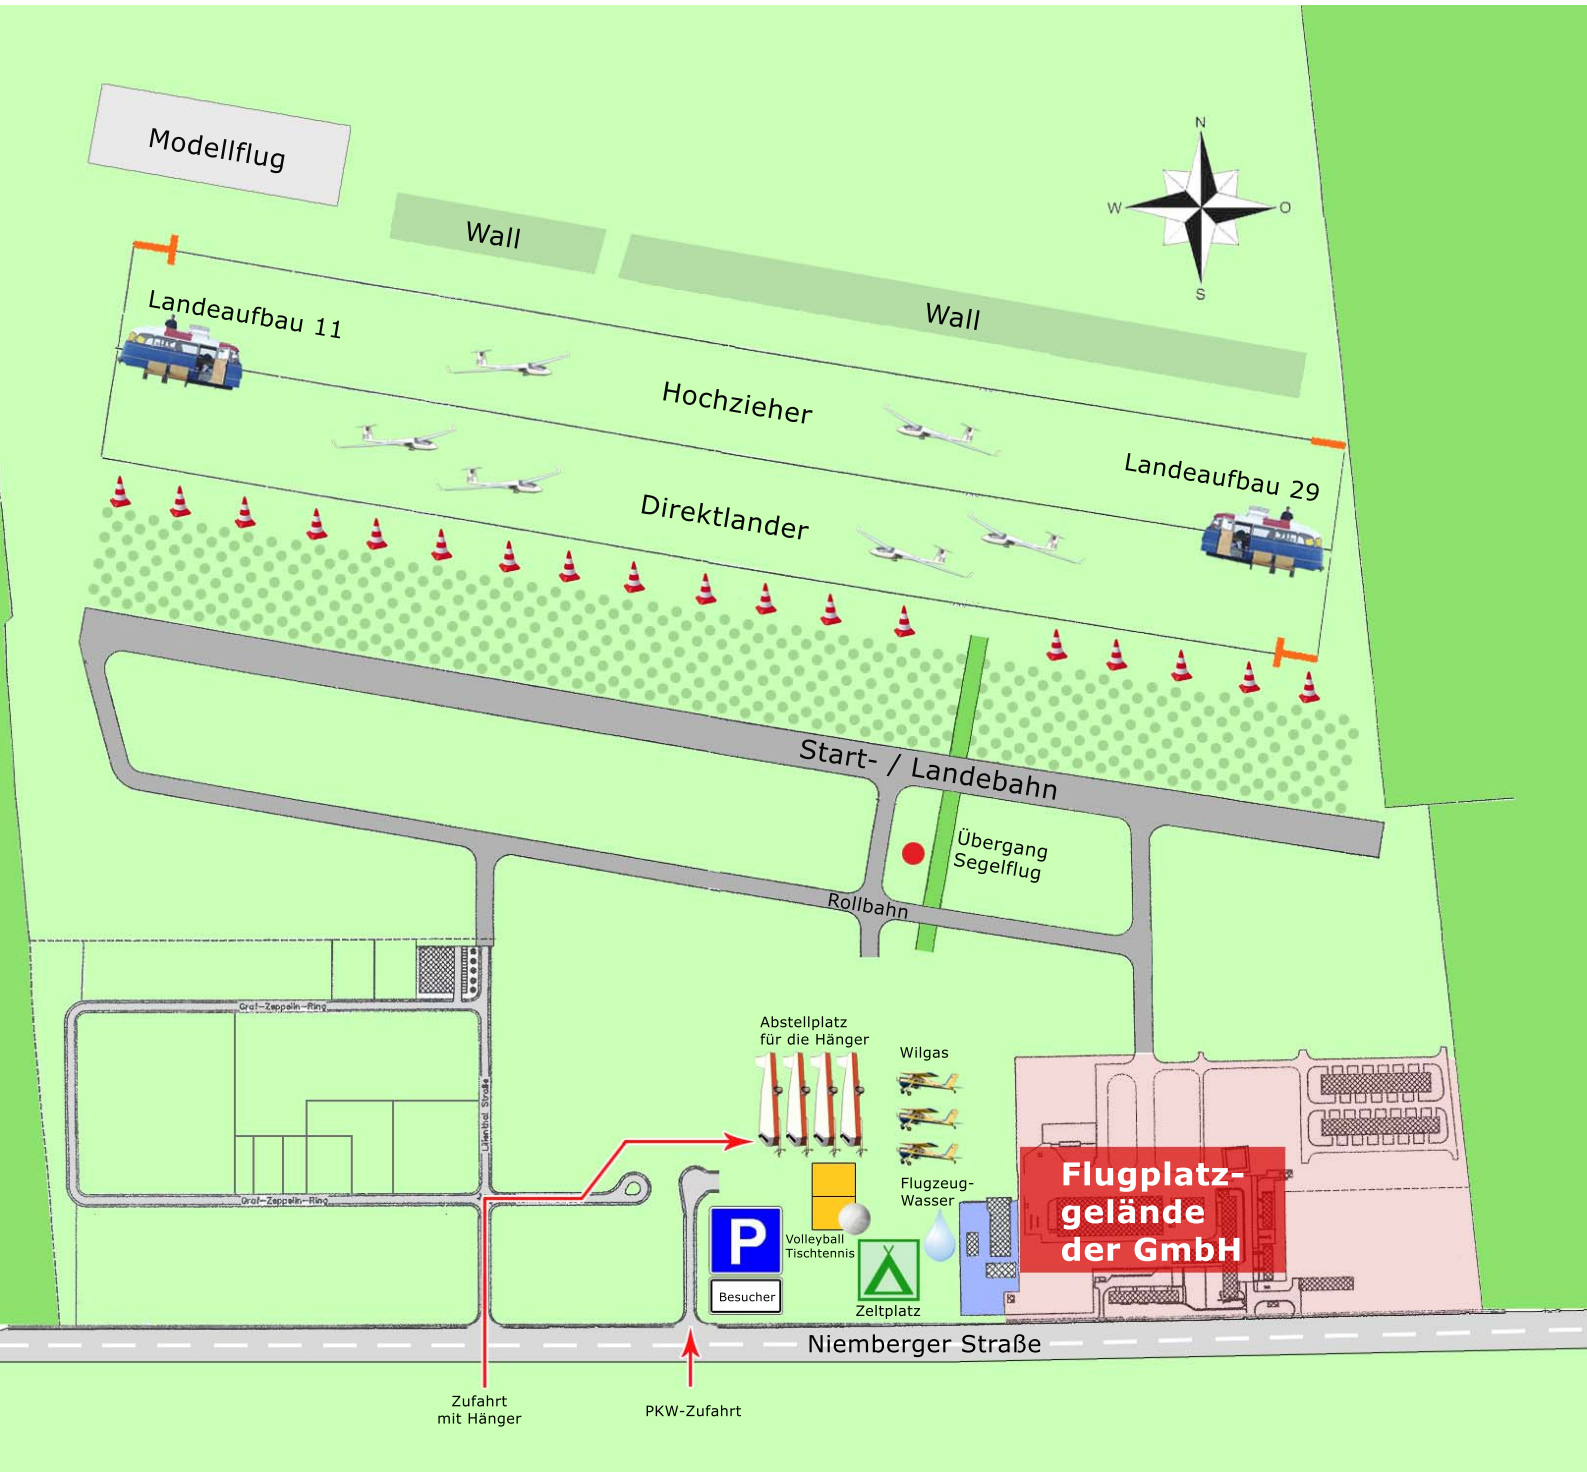 Modellflug
N
W
O
S
Wall
Wall
Landeaufbau 11
Hochzieher
Landeaufbau 29
Direktlander
Start- / Landebahn
Übergang
Segelflug
Rollbahn
Graf-Zeppelin-Ring
Lilienthal Straße
Graf-Zeppelin-Ring
Abstellplatz
für die Hänger
Wilgas
Flugzeug-
Wasser
Volleyball
Tischtennis
P
Besucher
Zeltplatz
Flugplatz-
gelände
der GmbH
Niemberger Straße
Zufahrt
mit Hänger
PKW-Zufahrt